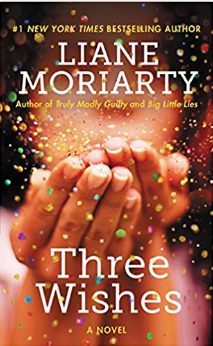 #1 NEW YORK TIMES BESTSELLING AUTHOR
LIANE
MORIARTY
Author of Truly Madly Guilty and Big Little Lies
Three
Wishes
A NOVEL